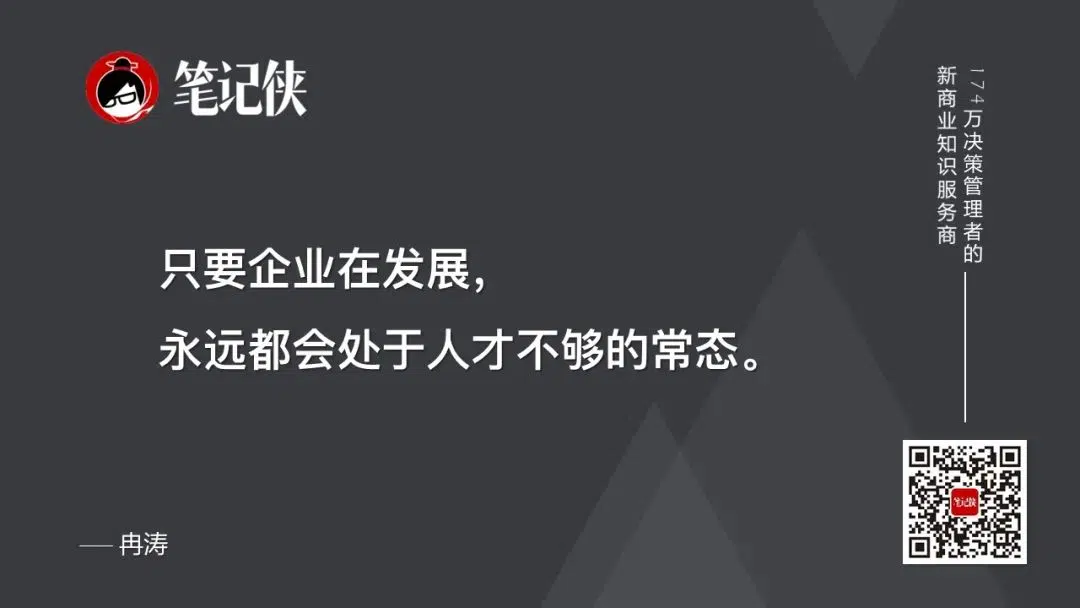 笔记侠
174万决策管理者的
新商业知识服务商
只要企业在发展，
永远都会处于人才不够的常态。
—— 冉涛
笔记侠